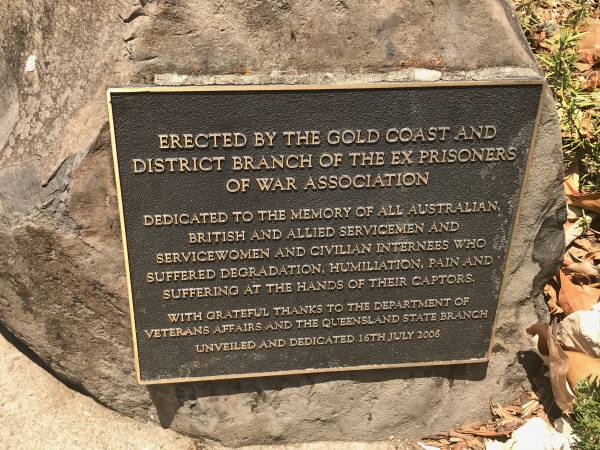 ERECTED BY THE GOLD COAST AND
DISTRICT BRANCH OF THE EX PRISONERS
OF WAR ASSOCIATION
DEDICATED TO THE MEMORY OF ALL AUSTRALIAN,
BRITISH AND ALLIED SERVICEMEN AND
SERVICEWOMEN AND CIVILIAN INTERNEES WHO
SUFFERED DEGRADATION, HUMILIATION, PAIN AND
SUFFERING AT THE HANDS OF THEIR CAPTORS.
WITH GRATEFUL THANKS TO THE DEPARTMENT OF
VETERANS AFFAIRS AND THE QUEENSLAND STATE BRANCH
UNVEILED AND DEDICATED 16TH JULY 2006